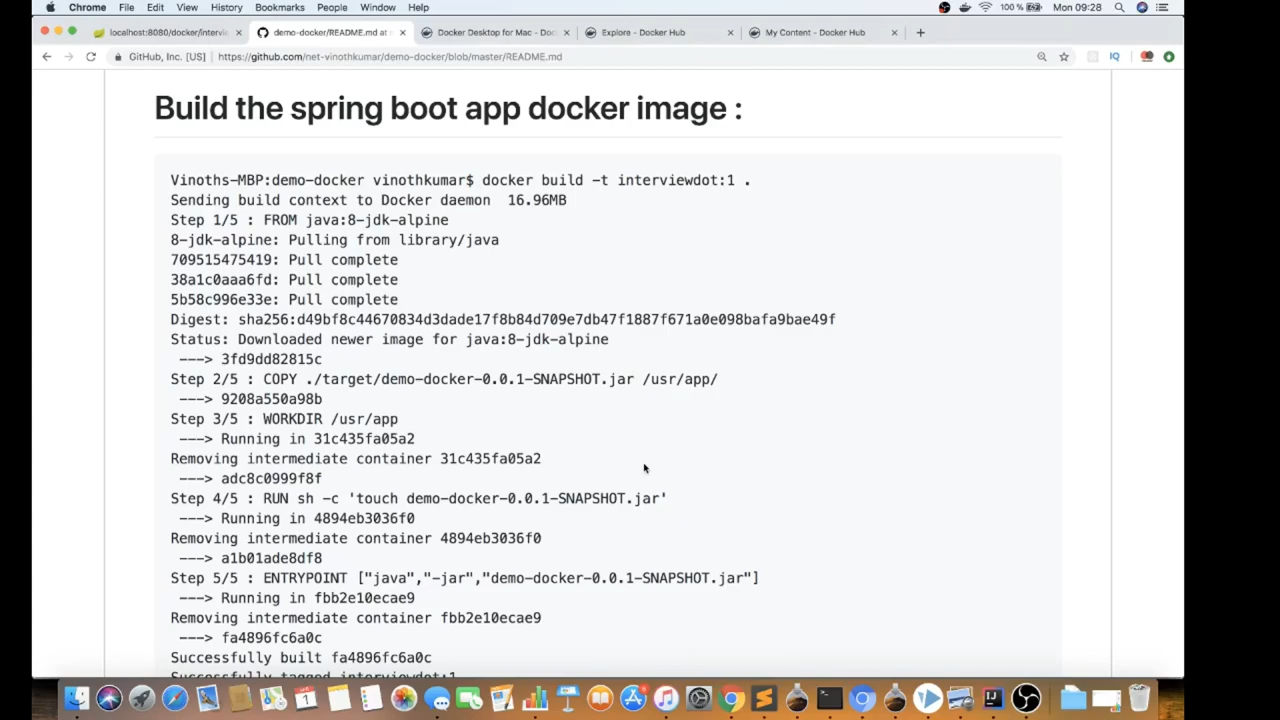 Chrome File Edit View History Bookmarks People Window Help 100 % Mon 09:28
localhost:8080/docker/intervi
demo-docker/README.md at
Docker Desktop for Mac - Doc
Explore - Docker Hub
My Content - Docker Hub
GitHub, Inc. [US] https://github.com/net-vinothkumar/demo-docker/blob/master/README.md
IQ
Build the spring boot app docker image :
Vinoths-MBP:demo-docker vinothkumar$ docker build -t interviewdot:1 .
Sending build context to Docker daemon 16.96MB
Step 1/5 : FROM java:8-jdk-alpine
8-jdk-alpine: Pulling from library/java
709515475419: Pull complete
38a1c0aaa6fd: Pull complete
5b58c996e33e: Pull complete
Digest: sha256:d49bf8c44670834d3dade17f8b84d709e7db47f1887f671a0e098bafa9bae49f
Status: Downloaded newer image for java:8-jdk-alpine
---> 3fd9dd82815c
Step 2/5 : COPY ./target/demo-docker-0.0.1-SNAPSHOT.jar /usr/app/
---> 9208a550a98b
Step 3/5 : WORKDIR /usr/app
---> Running in 31c435fa05a2
Removing intermediate container 31c435fa05a2
---> adc8c0999f8f
Step 4/5 : RUN sh -c 'touch demo-docker-0.0.1-SNAPSHOT.jar'
---> Running in 4894eb3036f0
Removing intermediate container 4894eb3036f0
---> a1b01ade8df8
Step 5/5 : ENTRYPOINT ["java","-jar","demo-docker-0.0.1-SNAPSHOT.jar"]
---> Running in fbb2e10ecae9
Removing intermediate container fbb2e10ecae9
---> fa4896fc6a0c
Successfully built fa4896fc6a0c
Successfully tagged interviewdot:1